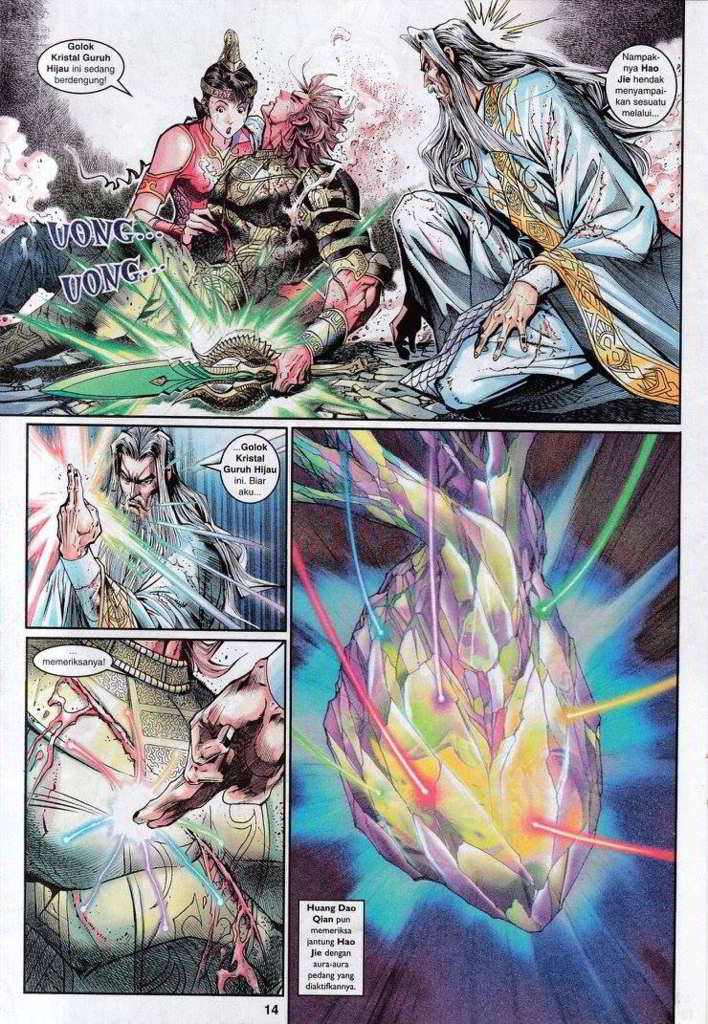 Golok
Kristal Guruh
Hijau ini sedang
berdengung!
Nampak-
nya Hao
Jie hendak
menyampai-
kan sesuatu
melalui...
UONG...
UONG...
...Golok
Kristal
Guruh Hijau
ini. Biar
aku...
...
memeriksanya!
Huang Dao
Qian pun
memeriksa
jantung Hao
Jie dengan
aura-aura
pedang yang
diaktifkannya.
14